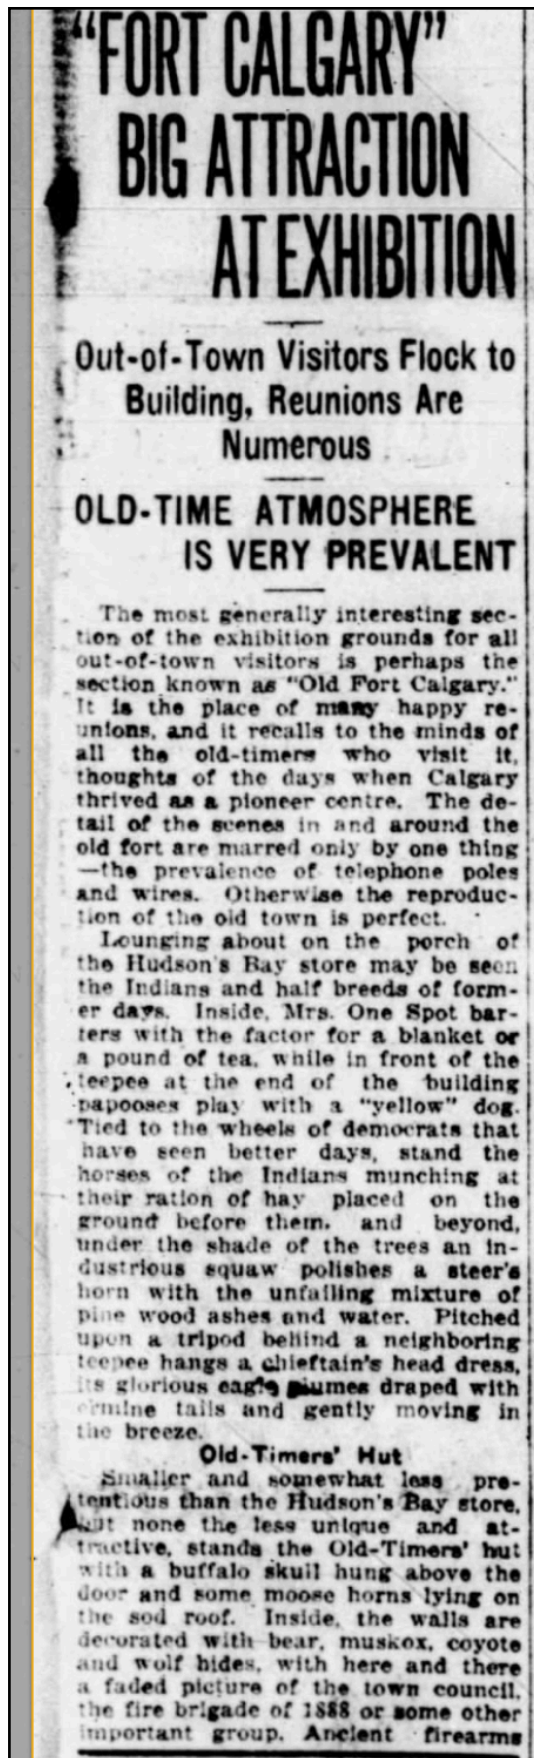 "FORT CALGARY"
BIG ATTRACTION
AT EXHIBITION
Out-of-Town Visitors Flock to
Building, Reunions Are
Numerous
OLD-TIME ATMOSPHERE
IS VERY PREVALENT
The most generally interesting sec-
tion of the exhibition grounds for all
out-of-town visitors is perhaps the
section known as "Old Fort Calgary."
It is the place of many happy re-
unions, and it recalls to the minds of
all the old-timers who visit it,
thoughts of the days when Calgary
thrived as a pioneer centre. The de-
tail of the scenes in and around the
old fort are marred only by one thing
—the prevalence of telephone poles
and wires. Otherwise the reproduc-
tion of the old town is perfect.
Lounging about on the porch of
the Hudson's Bay store may be seen
the Indians and half breeds of form-
er days. Inside, Mrs. One Spot bar-
ters with the factor for a blanket or
a pound of tea, while in front of the
teepee at the end of the building
papooses play with a "yellow" dog.
Tied to the wheels of democrats that
have seen better days, stand the
horses of the Indians munching at
their ration of hay placed on the
ground before them, and beyond,
under the shade of the trees an in-
dustrious squaw polishes a steer's
horn with the unfailing mixture of
pine wood ashes and water. Pitched
upon a tripod behind a neighboring
teepee hangs a chieftain's head dress,
its glorious eagle plumes draped with
ermine tails and gently moving in
the breeze.
Old-Timers' Hut
Smaller and somewhat less pre-
tentious than the Hudson's Bay store,
but none the less unique and at-
tractive, stands the Old-Timers' hut
with a buffalo skull hung above the
door and some moose horns lying on
the sod roof. Inside, the walls are
decorated with bear, muskox, coyote
and wolf hides, with here and there
a faded picture of the town council,
the fire brigade of 1888 or some other
important group. Ancient firearms